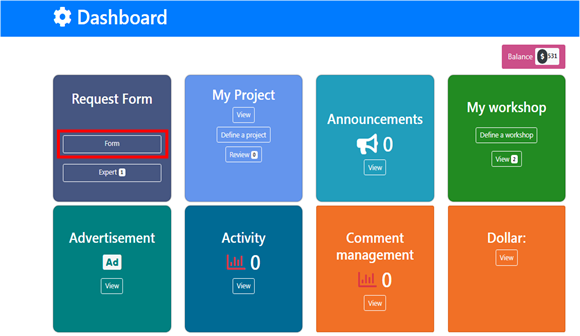 Dashboard
Balance $ 531
Request Form
Form
Expert 1
My Project
View
Define a project
Review 9
Announcements
0
View
My workshop
Define a workshop
View 2
Advertisement
Ad
View
Activity
0
View
Comment
management
0
View
Dollar:
View